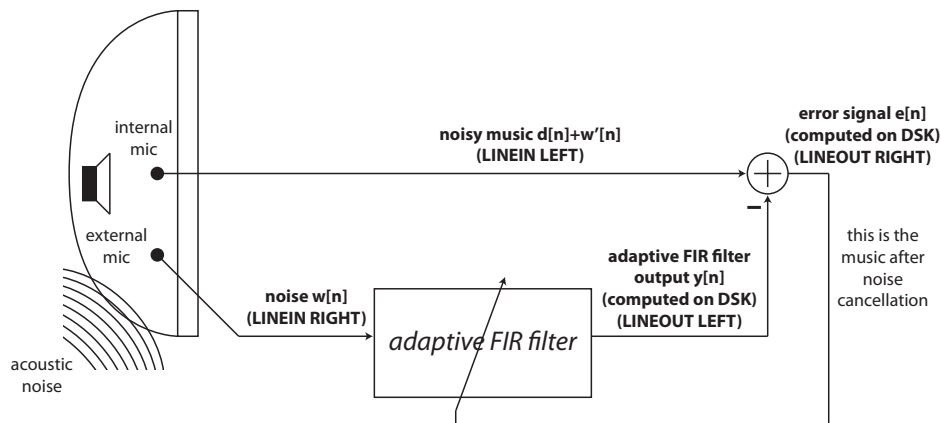 internal
mic
external
mic
acoustic
noise
noisy music d[n]+w'[n]
(LINEIN LEFT)
error signal e[n]
(computed on DSK)
(LINEOUT RIGHT)
noise w[n]
(LINEIN RIGHT)
adaptive FIR filter
adaptive FIR filter
output y[n]
(computed on DSK)
(LINEOUT LEFT)
this is the
music after
noise
cancellation